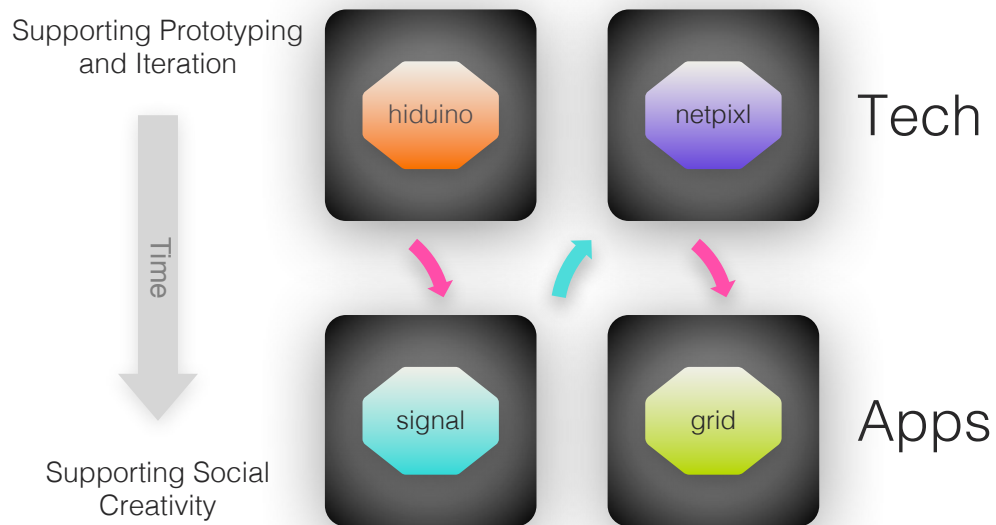 Supporting Prototyping
and Iteration
hiduino
netpixl
Tech
Time
signal
grid
Apps
Supporting Social
Creativity